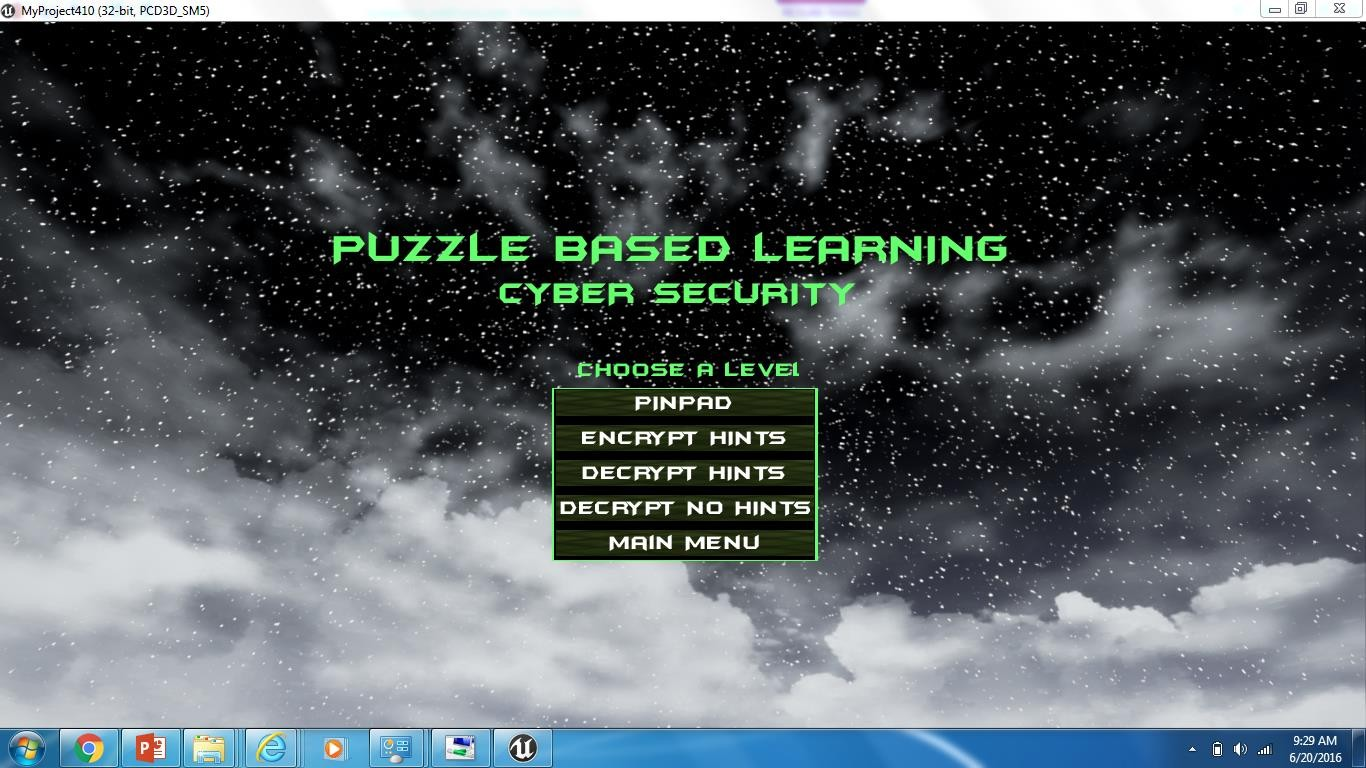 MyProject410 (32-bit, PCD3D_SM5)
PUZZLE BASED LEARNING
CYBER SECURITY
CHOOSE A LEVEL
PINPAD
ENCRYPT HINTS
DECRYPT HINTS
DECRYPT NO HINTS
MAIN MENU
9:29 AM
6/20/2016